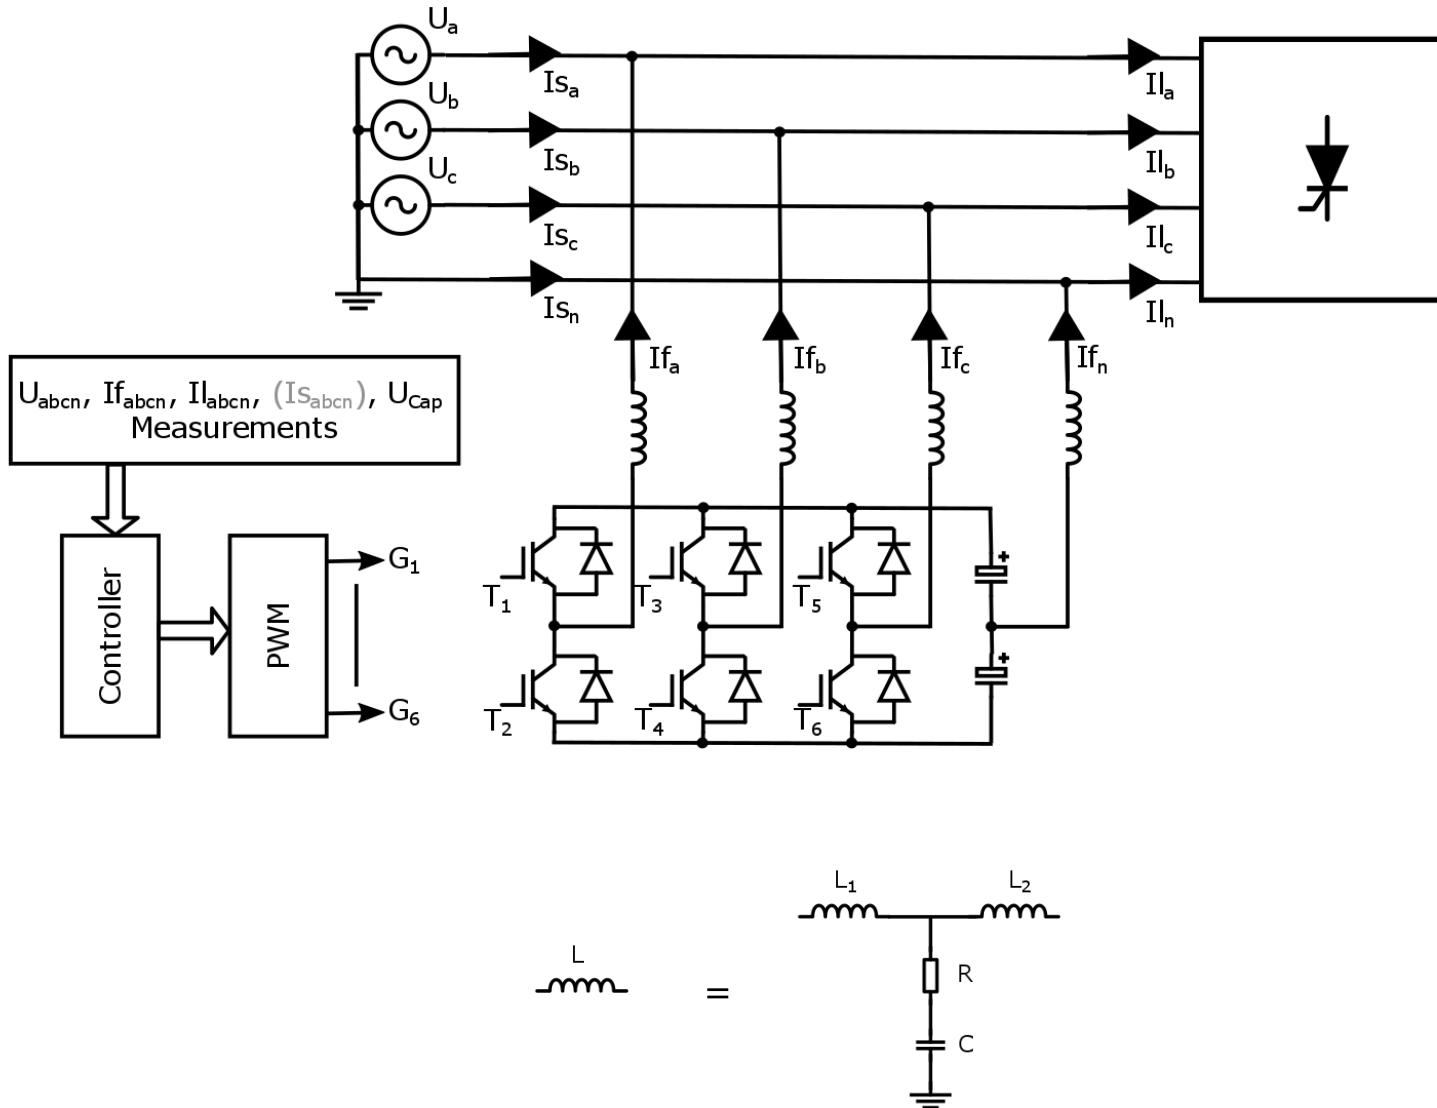 Ua
Isa
Ila
Ub
Isb
Ilb
Uc
Isc
Ilc
Isn
Iln
Ifa
Ifb
Ifc
Ifn
Uabcn, Ifabcn, Ilabcn, (Isabcn), UCap
Measurements
Controller
PWM
G1
G6
T1
T3
T5
T2
T4
T6
+
+
L1
L2
L
=
R
C